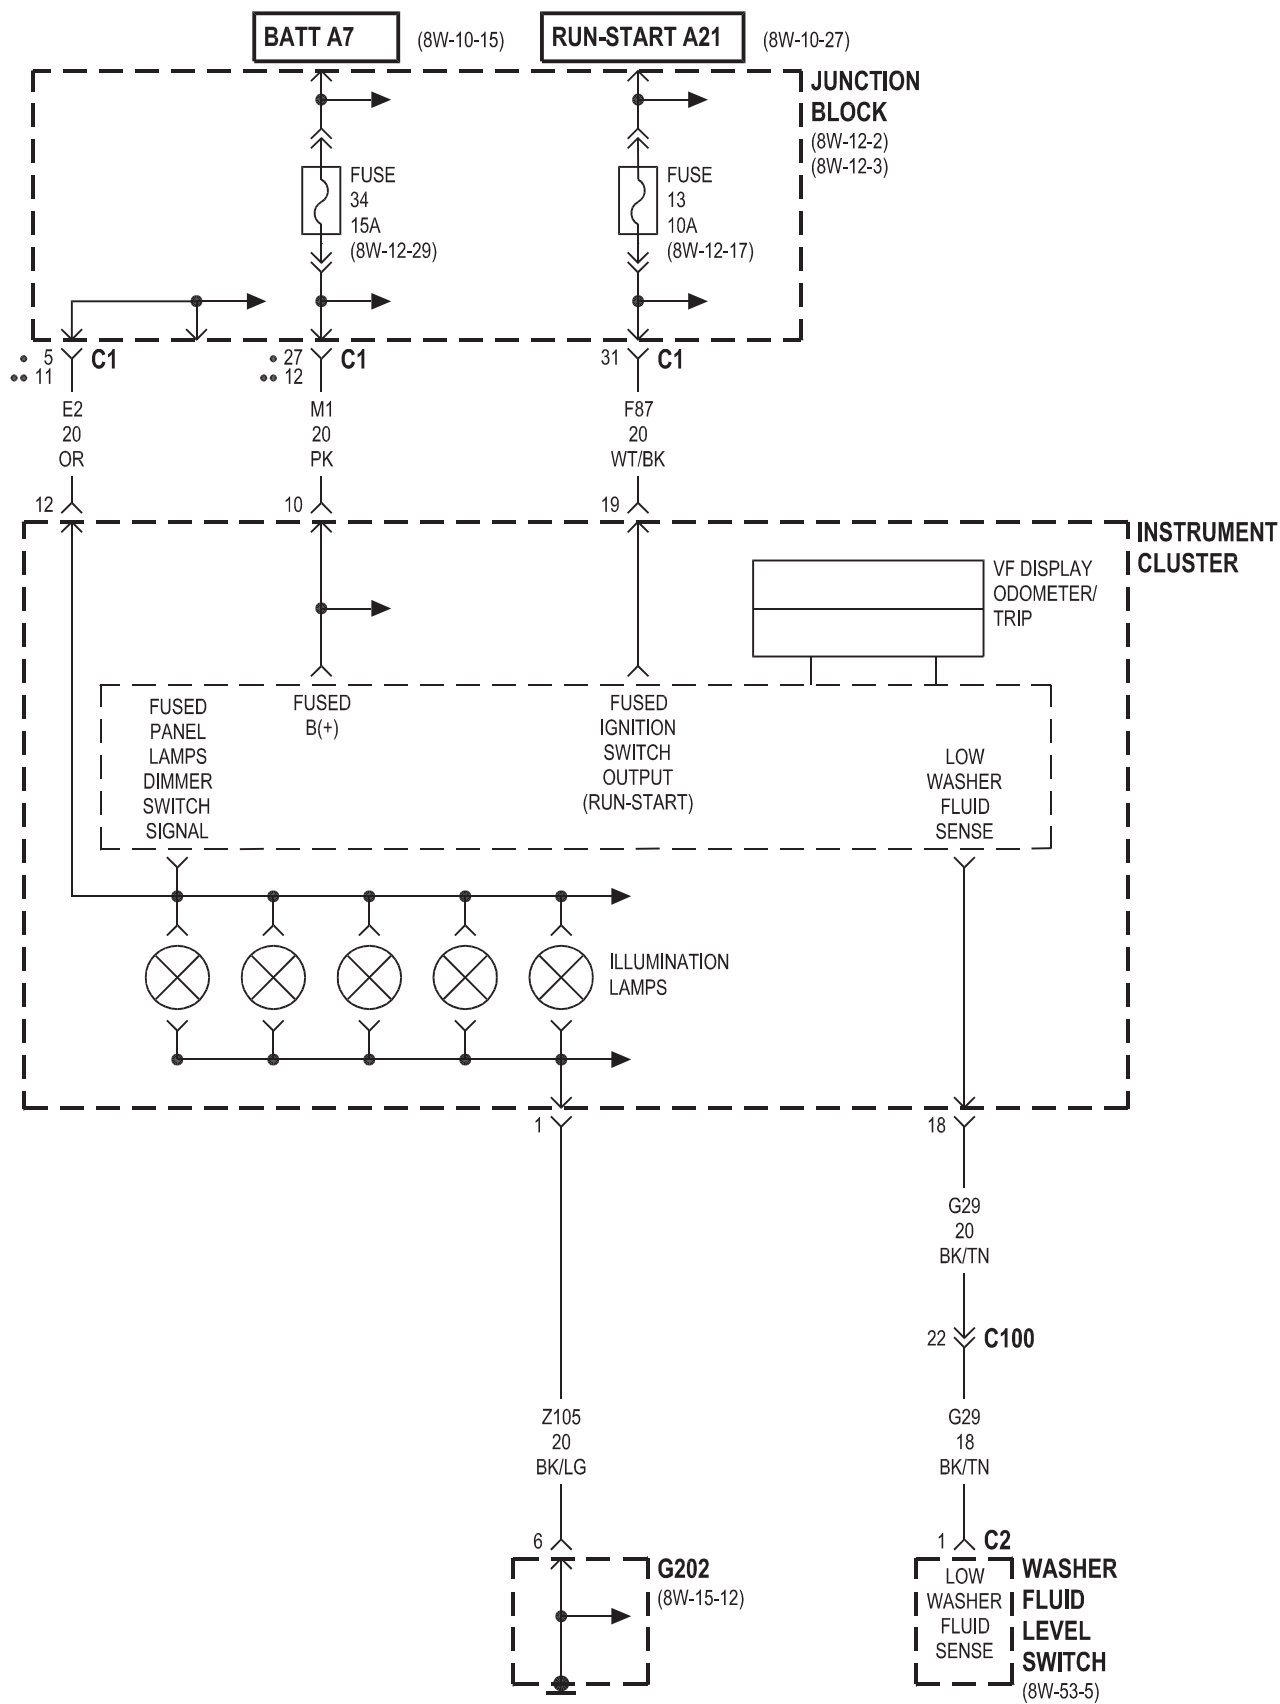 BATT A7
(8W-10-15)
RUN-START A21
(8W-10-27)
JUNCTION
BLOCK
(8W-12-2)
(8W-12-3)
FUSE
34
15A
(8W-12-29)
FUSE
13
10A
(8W-12-17)
• 5
•• 11
C1
• 27
•• 12
C1
31
C1
E2
20
OR
M1
20
PK
F87
20
WT/BK
12
10
19
INSTRUMENT
CLUSTER
VF DISPLAY
ODOMETER/
TRIP
FUSED
PANEL
LAMPS
DIMMER
SWITCH
SIGNAL
FUSED
B(+)
FUSED
IGNITION
SWITCH
OUTPUT
(RUN-START)
LOW
WASHER
FLUID
SENSE
ILLUMINATION
LAMPS
1
18
G29
20
BK/TN
22
C100
Z105
20
BK/LG
G29
18
BK/TN
6
G202
(8W-15-12)
1
C2
LOW
WASHER
FLUID
SENSE
WASHER
FLUID
LEVEL
SWITCH
(8W-53-5)